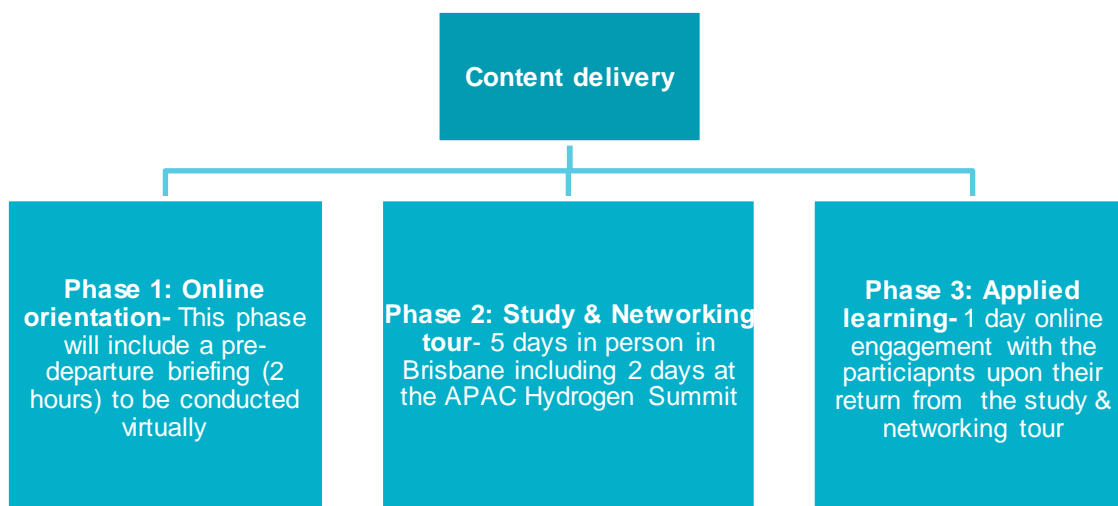 Content delivery
Phase 1: Online
orientation- This phase
will include a pre-
departure briefing (2
hours) to be conducted
virtually
Phase 2: Study & Networking
tour- 5 days in person in
Brisbane including 2 days at
the APAC Hydrogen Summit
Phase 3: Applied
learning- 1 day online
engagement with the
particiapnts upon their
return from the study &
networking tour